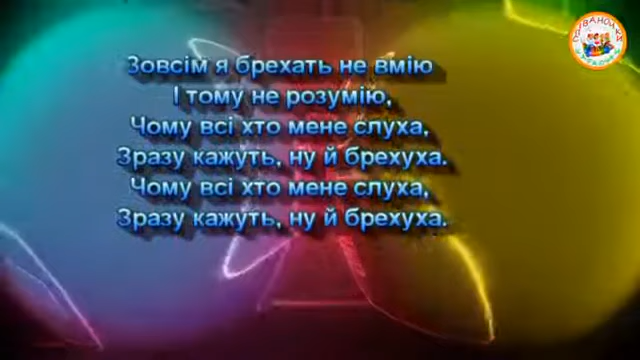 Зовсім я брехать не вмію
І тому не розумію,
Чому всі хто мене слуха,
Зразу кажуть, ну й брехуха.
Чому всі хто мене слуха,
Зразу кажуть, ну й брехуха.